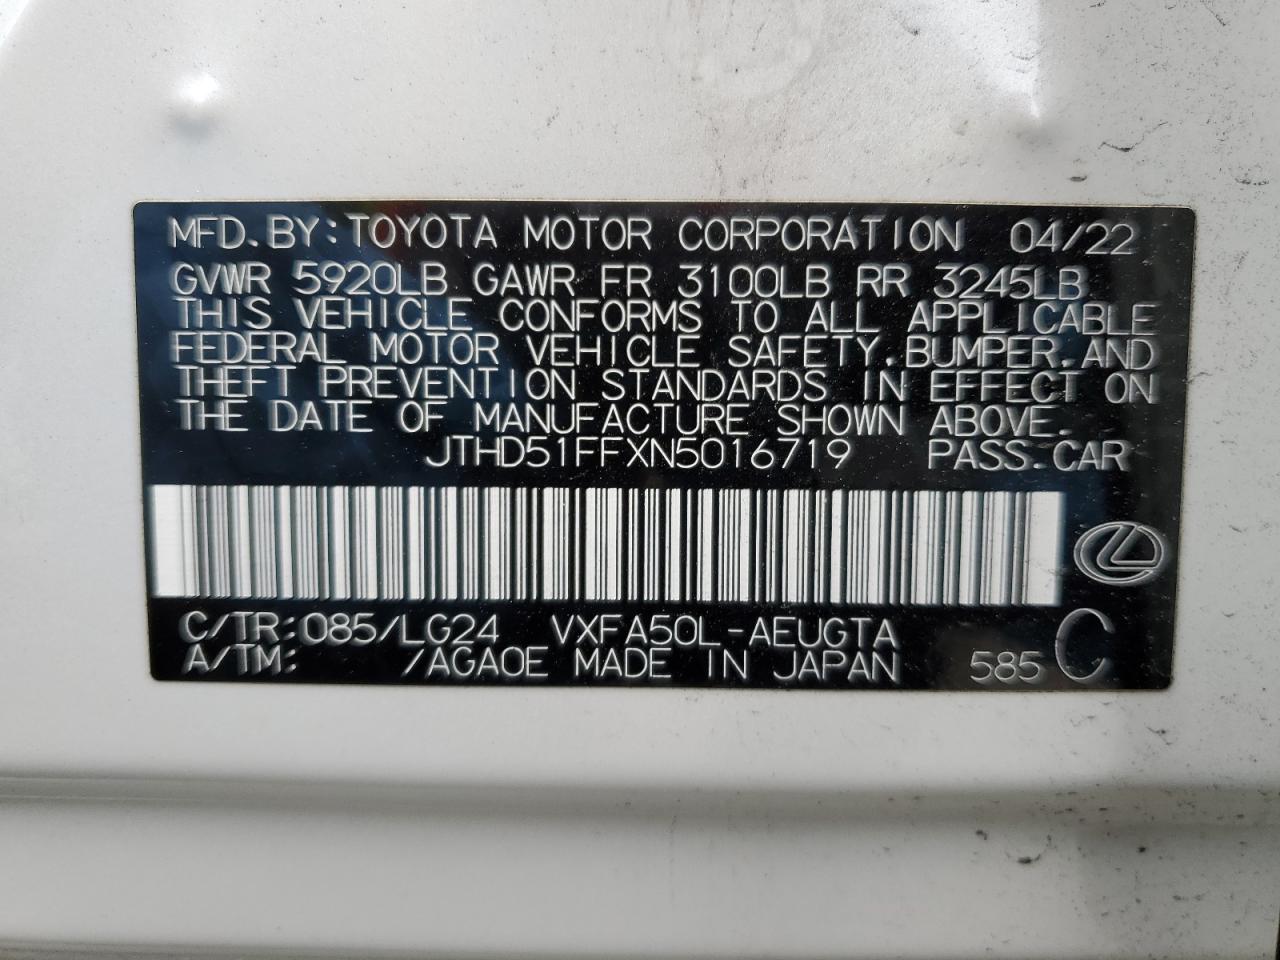 MFD.BY:TOYOTA MOTOR CORPORATION 04/22
GVWR 5920LB GAWR FR 3100LB RR 3245LB
THIS VEHICLE CONFORMS TO ALL APPLICABLE
FEDERAL MOTOR VEHICLE SAFETY,BUMPER,AND
THEFT PREVENTION STANDARDS IN EFFECT ON
THE DATE OF MANUFACTURE SHOWN ABOVE.
JTHD51FFXN5016719 PASS.CAR
C/TR:085/LG24 VXFA50L-AEUGTA
A/TM: /AGA0E MADE IN JAPAN 585 C